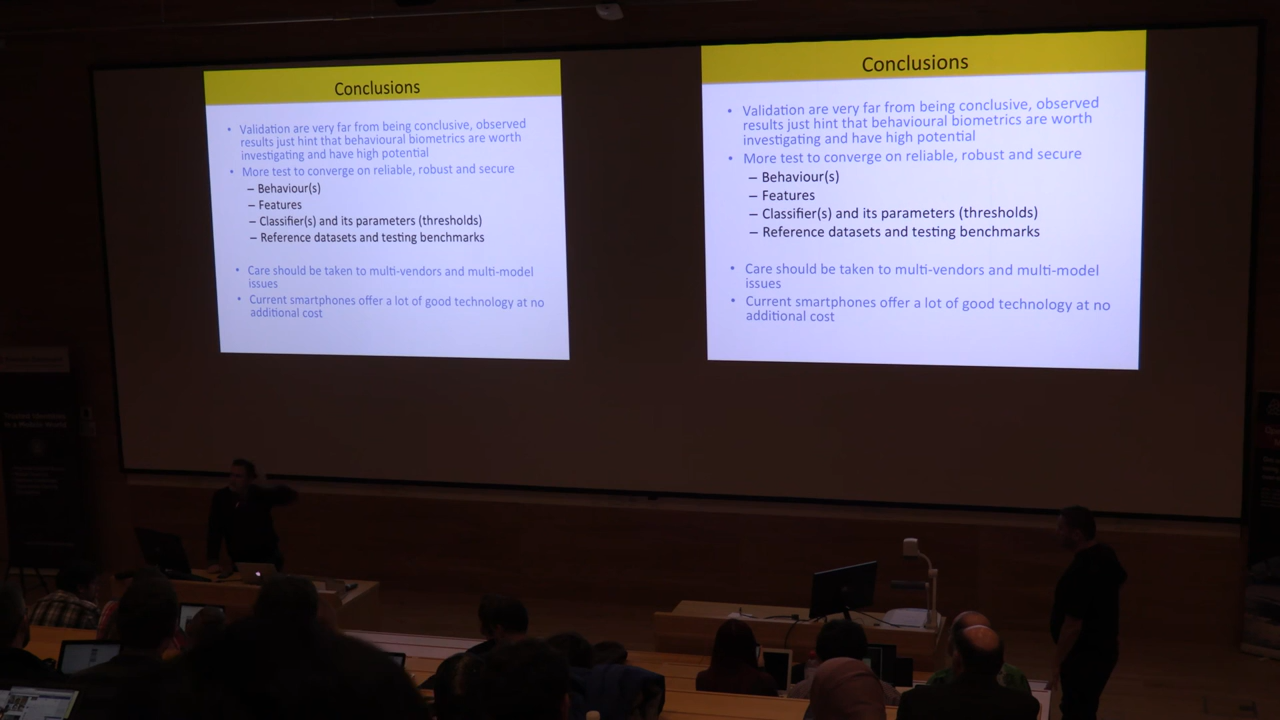 Conclusions
• Validation are very far from being conclusive, observed
results just hint that behavioural biometrics are worth
investigating and have high potential
• More test to converge on reliable, robust and secure
– Behaviour(s)
– Features
– Classifier(s) and its parameters (thresholds)
– Reference datasets and testing benchmarks
• Care should be taken to multi-vendors and multi-model
issues
• Current smartphones offer a lot of good technology at no
additional cost
Conclusions
• Validation are very far from being conclusive, observed
results just hint that behavioural biometrics are worth
investigating and have high potential
• More test to converge on reliable, robust and secure
– Behaviour(s)
– Features
– Classifier(s) and its parameters (thresholds)
– Reference datasets and testing benchmarks
• Care should be taken to multi-vendors and multi-model
issues
• Current smartphones offer a lot of good technology at no
additional cost